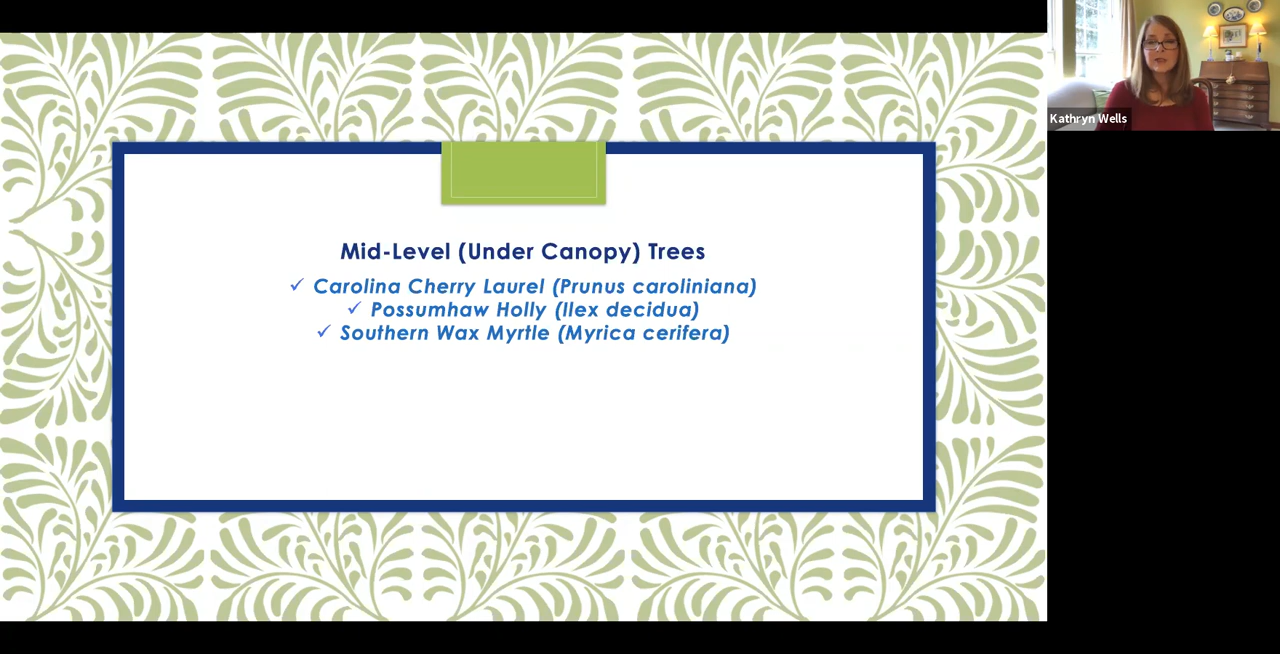 Mid-Level (Under Canopy) Trees
✓ Carolina Cherry Laurel (Prunus caroliniana)
✓ Possumhaw Holly (Ilex decidua)
✓ Southern Wax Myrtle (Myrica cerifera)
Kathryn Wells